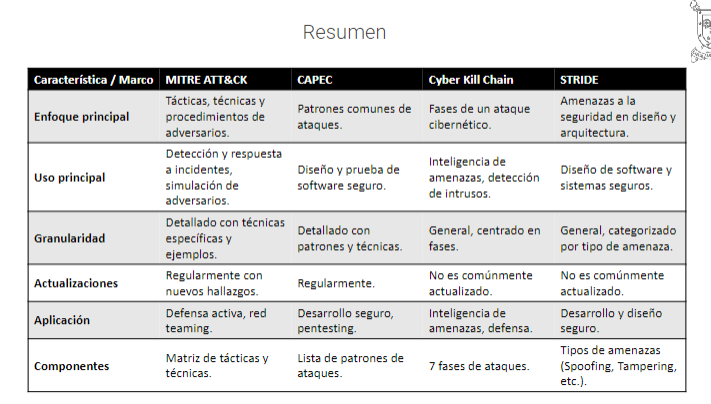 Resumen
Característica / Marco MITRE ATT&CK CAPEC Cyber Kill Chain STRIDE
Enfoque principal
Tácticas, técnicas y
procedimientos de
adversarios.
Patrones comunes de
ataques.
Fases de un ataque
cibernético.
Amenazas a la
seguridad en diseño y
arquitectura.
Uso principal
Detección y respuesta
a incidentes,
simulación de
adversarios.
Diseño y prueba de
software seguro.
Inteligencia de
amenazas, detección
de intrusos.
Diseño de software y
sistemas seguros.
Granularidad
Detallado con técnicas
específicas y
ejemplos.
Detallado con
patrones y técnicas.
General, centrado en
fases.
General, categorizado
por tipo de amenaza.
Actualizaciones
Regularmente con
nuevos hallazgos.
Regularmente.
No es comúnmente
actualizado.
No es comúnmente
actualizado.
Aplicación
Defensa activa, red
teaming.
Desarrollo seguro,
pentesting.
Inteligencia de
amenazas, defensa.
Desarrollo y diseño
seguro.
Componentes
Matriz de tácticas y
técnicas.
Lista de patrones de
ataques.
7 fases de ataques.
Tipos de amenazas
(Spoofing, Tampering,
etc.).